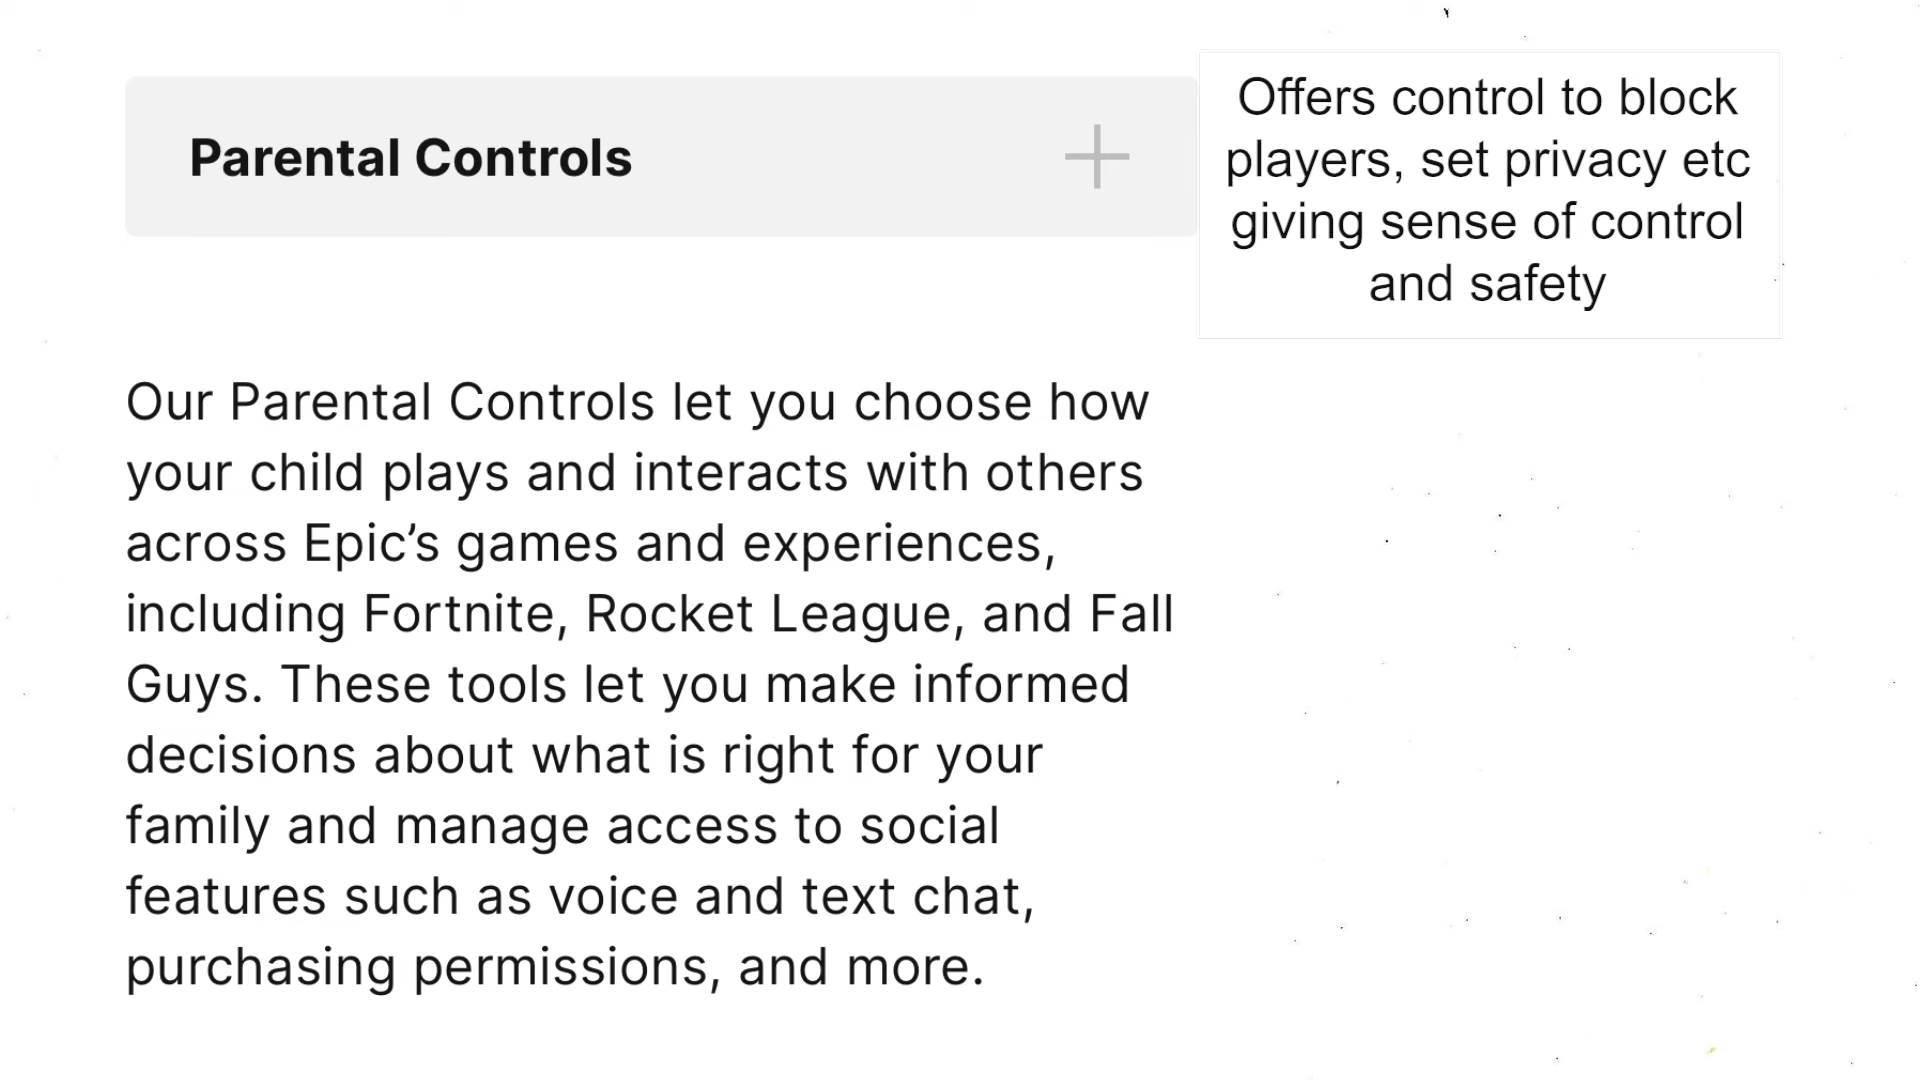 Parental Controls
Offers control to block
players, set privacy etc
giving sense of control
and safety
Our Parental Controls let you choose how
your child plays and interacts with others
across Epic’s games and experiences,
including Fortnite, Rocket League, and Fall
Guys. These tools let you make informed
decisions about what is right for your
family and manage access to social
features such as voice and text chat,
purchasing permissions, and more.